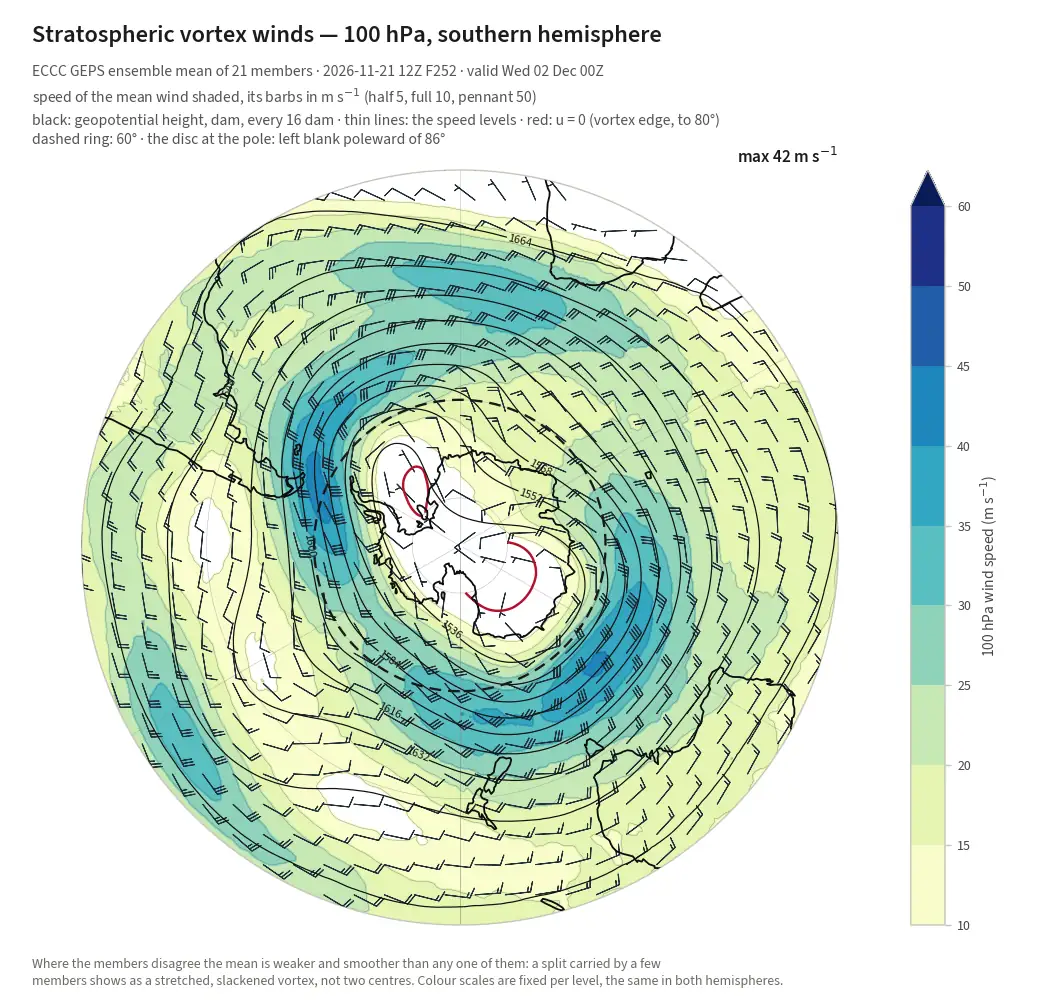 Stratospheric vortex winds — 100 hPa, southern hemisphere
ECCC GEPS ensemble mean of 21 members · 2026-11-21 12Z F252 · valid Wed 02 Dec 00Z
speed of the mean wind shaded, its barbs in m s⁻¹ (half 5, full 10, pennant 50)
black: geopotential height, dam, every 16 dam · thin lines: the speed levels · red: u = 0 (vortex edge, to 80°)
dashed ring: 60° · the disc at the pole: left blank poleward of 86°
max 42 m s⁻¹
60
50
45
40
35
30
25
20
15
10
100 hPa wind speed (m s⁻¹)
1664
1568
1552
1536
1584
1616
1632
Where the members disagree the mean is weaker and smoother than any one of them: a split carried by a few
members shows as a stretched, slackened vortex, not two centres. Colour scales are fixed per level, the same in both hemispheres.